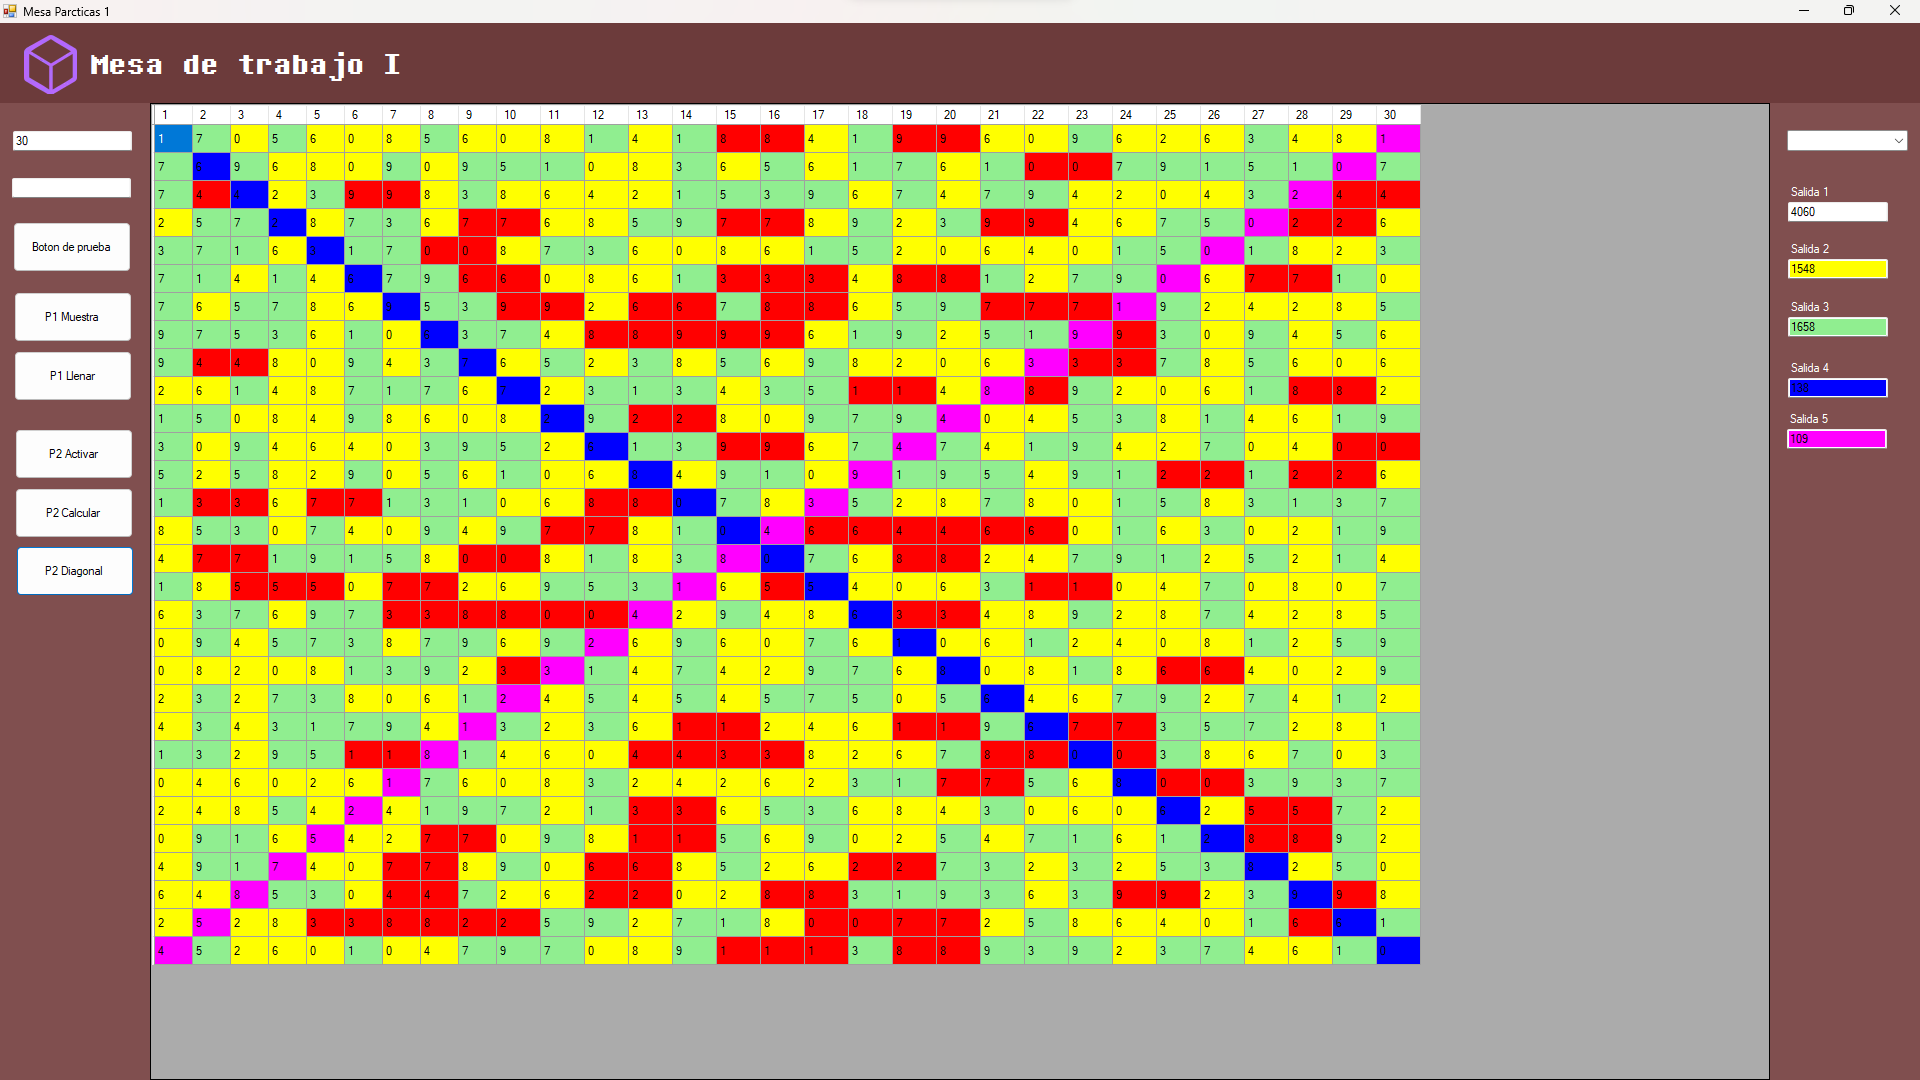 Mesa Parcticas 1
Mesa de trabajo I
30
Boton de prueba
P1 Muestra
P1 Llenar
P2 Activar
P2 Calcular
P2 Diagonal
1 2 3 4 5 6 7 8 9 10 11 12 13 14 15 16 17 18 19 20 21 22 23 24 25 26 27 28 29 30
1 7 0 5 6 0 8 5 6 0 8 1 4 1 8 8 4 1 9 9 6 0 9 6 2 6 3 4 8 1
7 6 9 6 8 0 9 0 9 5 1 0 8 3 6 5 6 1 7 6 1 0 0 7 9 1 5 1 0 7
7 4 4 2 3 9 9 8 3 8 6 4 2 1 5 3 9 6 7 4 7 9 4 2 0 4 3 2 4 4
2 5 7 2 8 7 3 6 7 7 6 8 5 9 7 7 8 9 2 3 9 9 4 6 7 5 0 2 2 6
3 7 1 6 3 1 7 0 0 8 7 3 6 0 8 6 1 5 2 0 6 4 0 1 5 0 1 8 2 3
7 1 4 1 4 6 7 9 6 6 0 8 6 1 3 3 3 4 8 8 1 2 7 9 0 6 7 7 1 0
7 6 5 7 8 6 9 5 3 9 9 2 6 6 7 8 8 6 5 9 7 7 7 1 9 2 4 2 8 5
9 7 5 3 6 1 0 6 3 7 4 8 8 9 9 9 6 1 9 2 5 1 9 9 3 0 9 4 5 6
9 4 4 8 0 9 4 3 7 6 5 2 3 8 5 6 9 8 2 0 6 3 3 3 7 8 5 6 0 6
2 6 1 4 8 7 1 7 6 7 2 3 1 3 4 3 5 1 1 4 8 8 9 2 0 6 1 8 8 2
1 5 0 8 4 9 8 6 0 8 2 9 2 2 8 0 9 7 9 4 0 4 5 3 8 1 4 6 1 9
3 0 9 4 6 4 0 3 9 5 2 6 1 3 9 9 6 7 4 7 4 1 9 4 2 7 0 4 0 0
5 2 5 8 2 9 0 5 6 1 0 6 8 4 9 1 0 9 1 9 5 4 9 1 2 2 1 2 2 6
1 3 3 6 7 7 1 3 1 0 6 8 8 0 7 8 3 5 2 8 7 8 0 1 5 8 3 1 3 7
8 5 3 0 7 4 0 9 4 9 7 7 8 1 0 4 6 6 4 4 6 6 0 1 6 3 0 2 1 9
4 7 7 1 9 1 5 8 0 0 8 1 8 3 8 0 7 6 8 8 2 4 7 9 1 2 5 2 1 4
1 8 5 5 5 0 7 7 2 6 9 5 3 1 6 5 5 4 0 6 3 1 1 0 4 7 0 8 0 7
6 3 7 6 9 7 3 3 8 8 0 0 4 2 9 4 8 6 3 3 4 8 9 2 8 7 4 2 8 5
0 9 4 5 7 3 8 7 9 6 9 2 6 9 6 0 7 6 1 0 6 1 2 4 0 8 1 2 5 9
0 8 2 0 8 1 3 9 2 3 3 1 4 7 4 2 9 7 6 8 0 8 1 8 6 6 4 0 2 9
2 3 2 7 3 8 0 6 1 2 4 5 4 5 4 5 7 5 0 5 6 4 6 7 9 2 7 4 1 2
4 3 4 3 1 7 9 4 1 3 2 3 6 1 1 2 4 6 1 1 9 6 7 7 3 5 7 2 8 1
1 3 2 9 5 1 1 8 1 4 6 0 4 4 3 3 8 2 6 7 8 8 0 0 3 8 6 7 0 3
0 4 6 0 2 6 1 7 6 0 8 3 2 4 2 6 2 3 1 7 7 5 6 8 0 0 3 9 3 7
2 4 8 5 4 2 4 1 9 7 2 1 3 3 6 5 3 6 8 4 3 0 6 0 6 2 5 5 7 2
0 9 1 6 5 4 2 7 7 0 9 8 1 1 5 6 9 0 2 5 4 7 1 6 1 2 8 8 9 2
4 9 1 7 4 0 7 7 8 9 0 6 6 8 5 2 6 2 2 7 3 2 3 2 5 3 8 2 5 0
6 4 8 5 3 0 4 4 7 2 6 2 2 0 2 8 8 3 1 9 3 6 3 9 9 2 3 9 9 8
2 5 2 8 3 3 8 8 2 2 5 9 2 7 1 8 0 0 7 7 2 5 8 6 4 0 1 6 6 1
4 5 2 6 0 1 0 4 7 9 7 0 8 9 1 1 1 3 8 8 9 3 9 2 3 7 4 6 1 0
Salida 1
4060
Salida 2
1548
Salida 3
1658
Salida 4
Salida 5
109